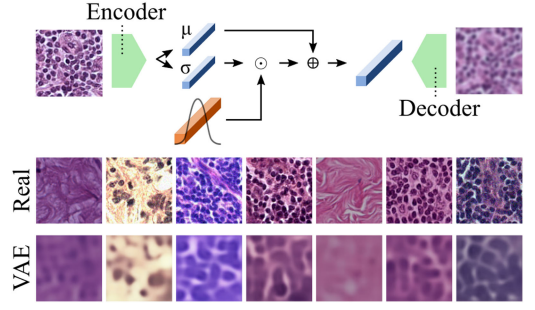 Encoder
μ
σ
⊙
⊕
Decoder
Real
VAE